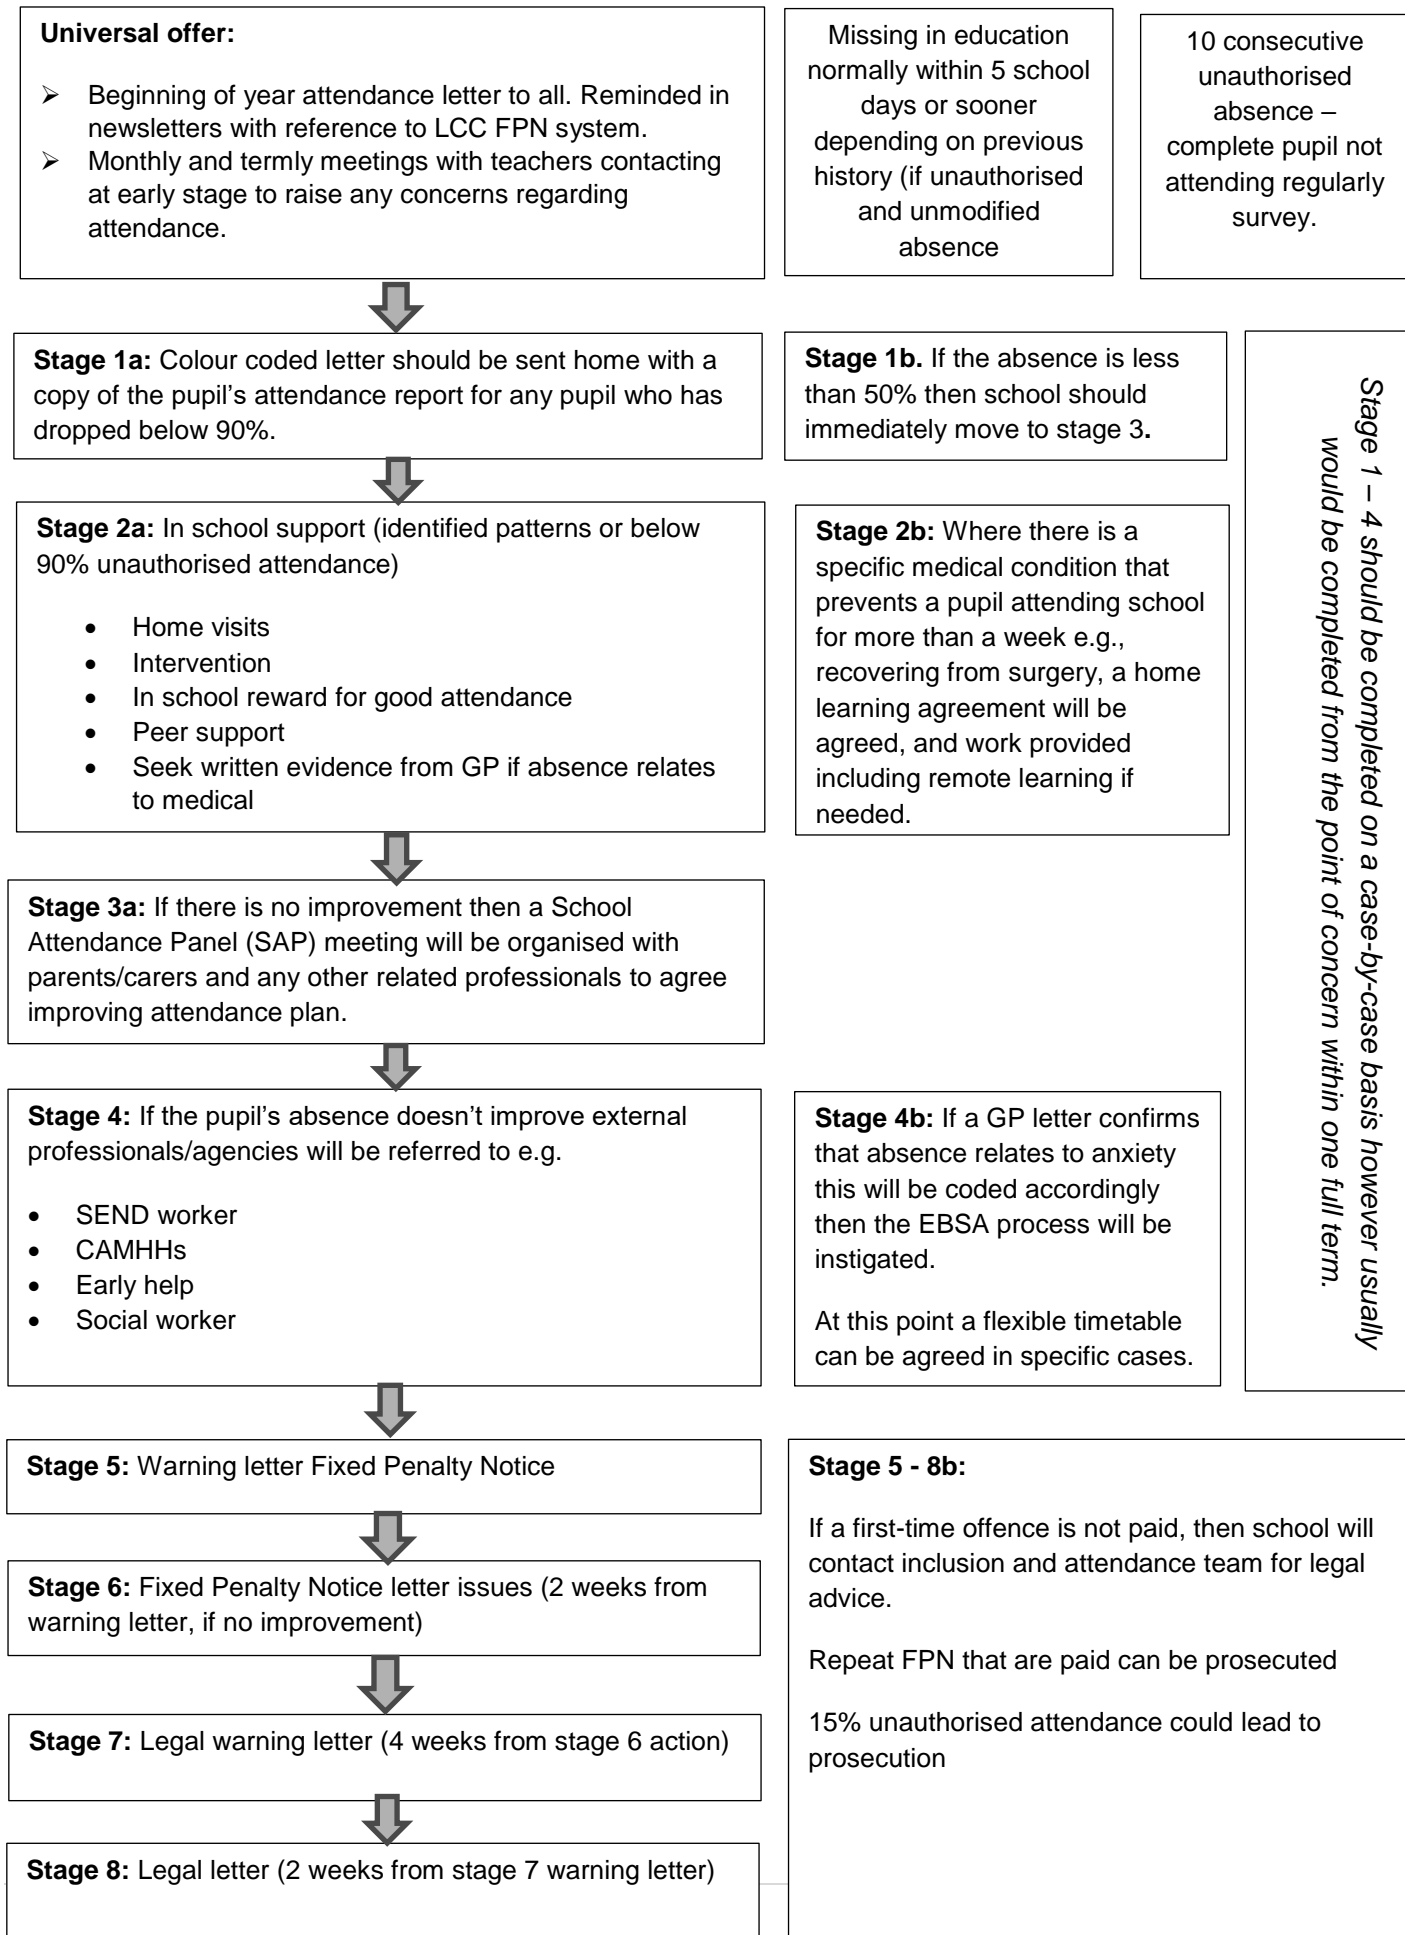 Universal offer:
➢ Beginning of year attendance letter to all. Reminded in
newsletters with reference to LCC FPN system.
➢ Monthly and termly meetings with teachers contacting
at early stage to raise any concerns regarding
attendance.
Missing in education
normally within 5 school
days or sooner
depending on previous
history (if unauthorised
and unmodified
absence
10 consecutive
unauthorised
absence –
complete pupil not
attending regularly
survey.
Stage 1a: Colour coded letter should be sent home with a
copy of the pupil’s attendance report for any pupil who has
dropped below 90%.
Stage 1b. If the absence is less
than 50% then school should
immediately move to stage 3.
Stage 1 – 4 should be completed on a case-by-case basis however usually
would be completed from the point of concern within one full term.
Stage 2a: In school support (identified patterns or below
90% unauthorised attendance)
• Home visits
• Intervention
• In school reward for good attendance
• Peer support
• Seek written evidence from GP if absence relates
to medical
Stage 2b: Where there is a
specific medical condition that
prevents a pupil attending school
for more than a week e.g.,
recovering from surgery, a home
learning agreement will be
agreed, and work provided
including remote learning if
needed.
Stage 3a: If there is no improvement then a School
Attendance Panel (SAP) meeting will be organised with
parents/carers and any other related professionals to agree
improving attendance plan.
Stage 4: If the pupil’s absence doesn’t improve external
professionals/agencies will be referred to e.g.
• SEND worker
• CAMHHs
• Early help
• Social worker
Stage 4b: If a GP letter confirms
that absence relates to anxiety
this will be coded accordingly
then the EBSA process will be
instigated.
At this point a flexible timetable
can be agreed in specific cases.
Stage 5: Warning letter Fixed Penalty Notice
Stage 6: Fixed Penalty Notice letter issues (2 weeks from
warning letter, if no improvement)
Stage 7: Legal warning letter (4 weeks from stage 6 action)
Stage 8: Legal letter (2 weeks from stage 7 warning letter)
Stage 5 - 8b:
If a first-time offence is not paid, then school will
contact inclusion and attendance team for legal
advice.
Repeat FPN that are paid can be prosecuted
15% unauthorised attendance could lead to
prosecution